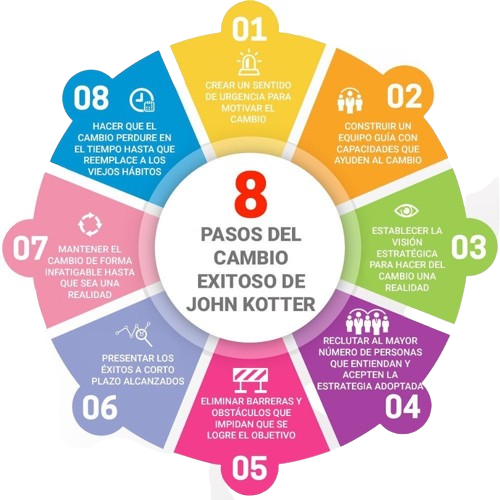 8
PASOS DEL
CAMBIO
EXITOSO DE
JOHN KOTTER
01
CREAR UN SENTIDO
DE URGENCIA PARA
MOTIVAR EL
CAMBIO
02
CONSTRUIR UN
EQUIPO GUÍA CON
CAPACIDADES QUE
AYUDEN AL CAMBIO
03
ESTABLECER LA
VISIÓN
ESTRATÉGICA
PARA HACER DEL
CAMBIO UNA
REALIDAD
RECLUTAR AL MAYOR
NÚMERO DE PERSONAS
QUE ENTIENDAN Y
ACEPTEN LA
ESTRATEGIA ADOPTADA
04
ELIMINAR BARRERAS Y
OBSTÁCULOS QUE
IMPIDAN QUE SE
LOGRE EL OBJETIVO
05
PRESENTAR LOS
ÉXITOS A CORTO
PLAZO ALCANZADOS
06
07
MANTENER EL
CAMBIO DE FORMA
INFATIGABLE HASTA
QUE SEA UNA
REALIDAD
08
HACER QUE EL
CAMBIO PERDURE EN
EL TIEMPO HASTA QUE
REEMPLACE A LOS
VIEJOS HÁBITOS